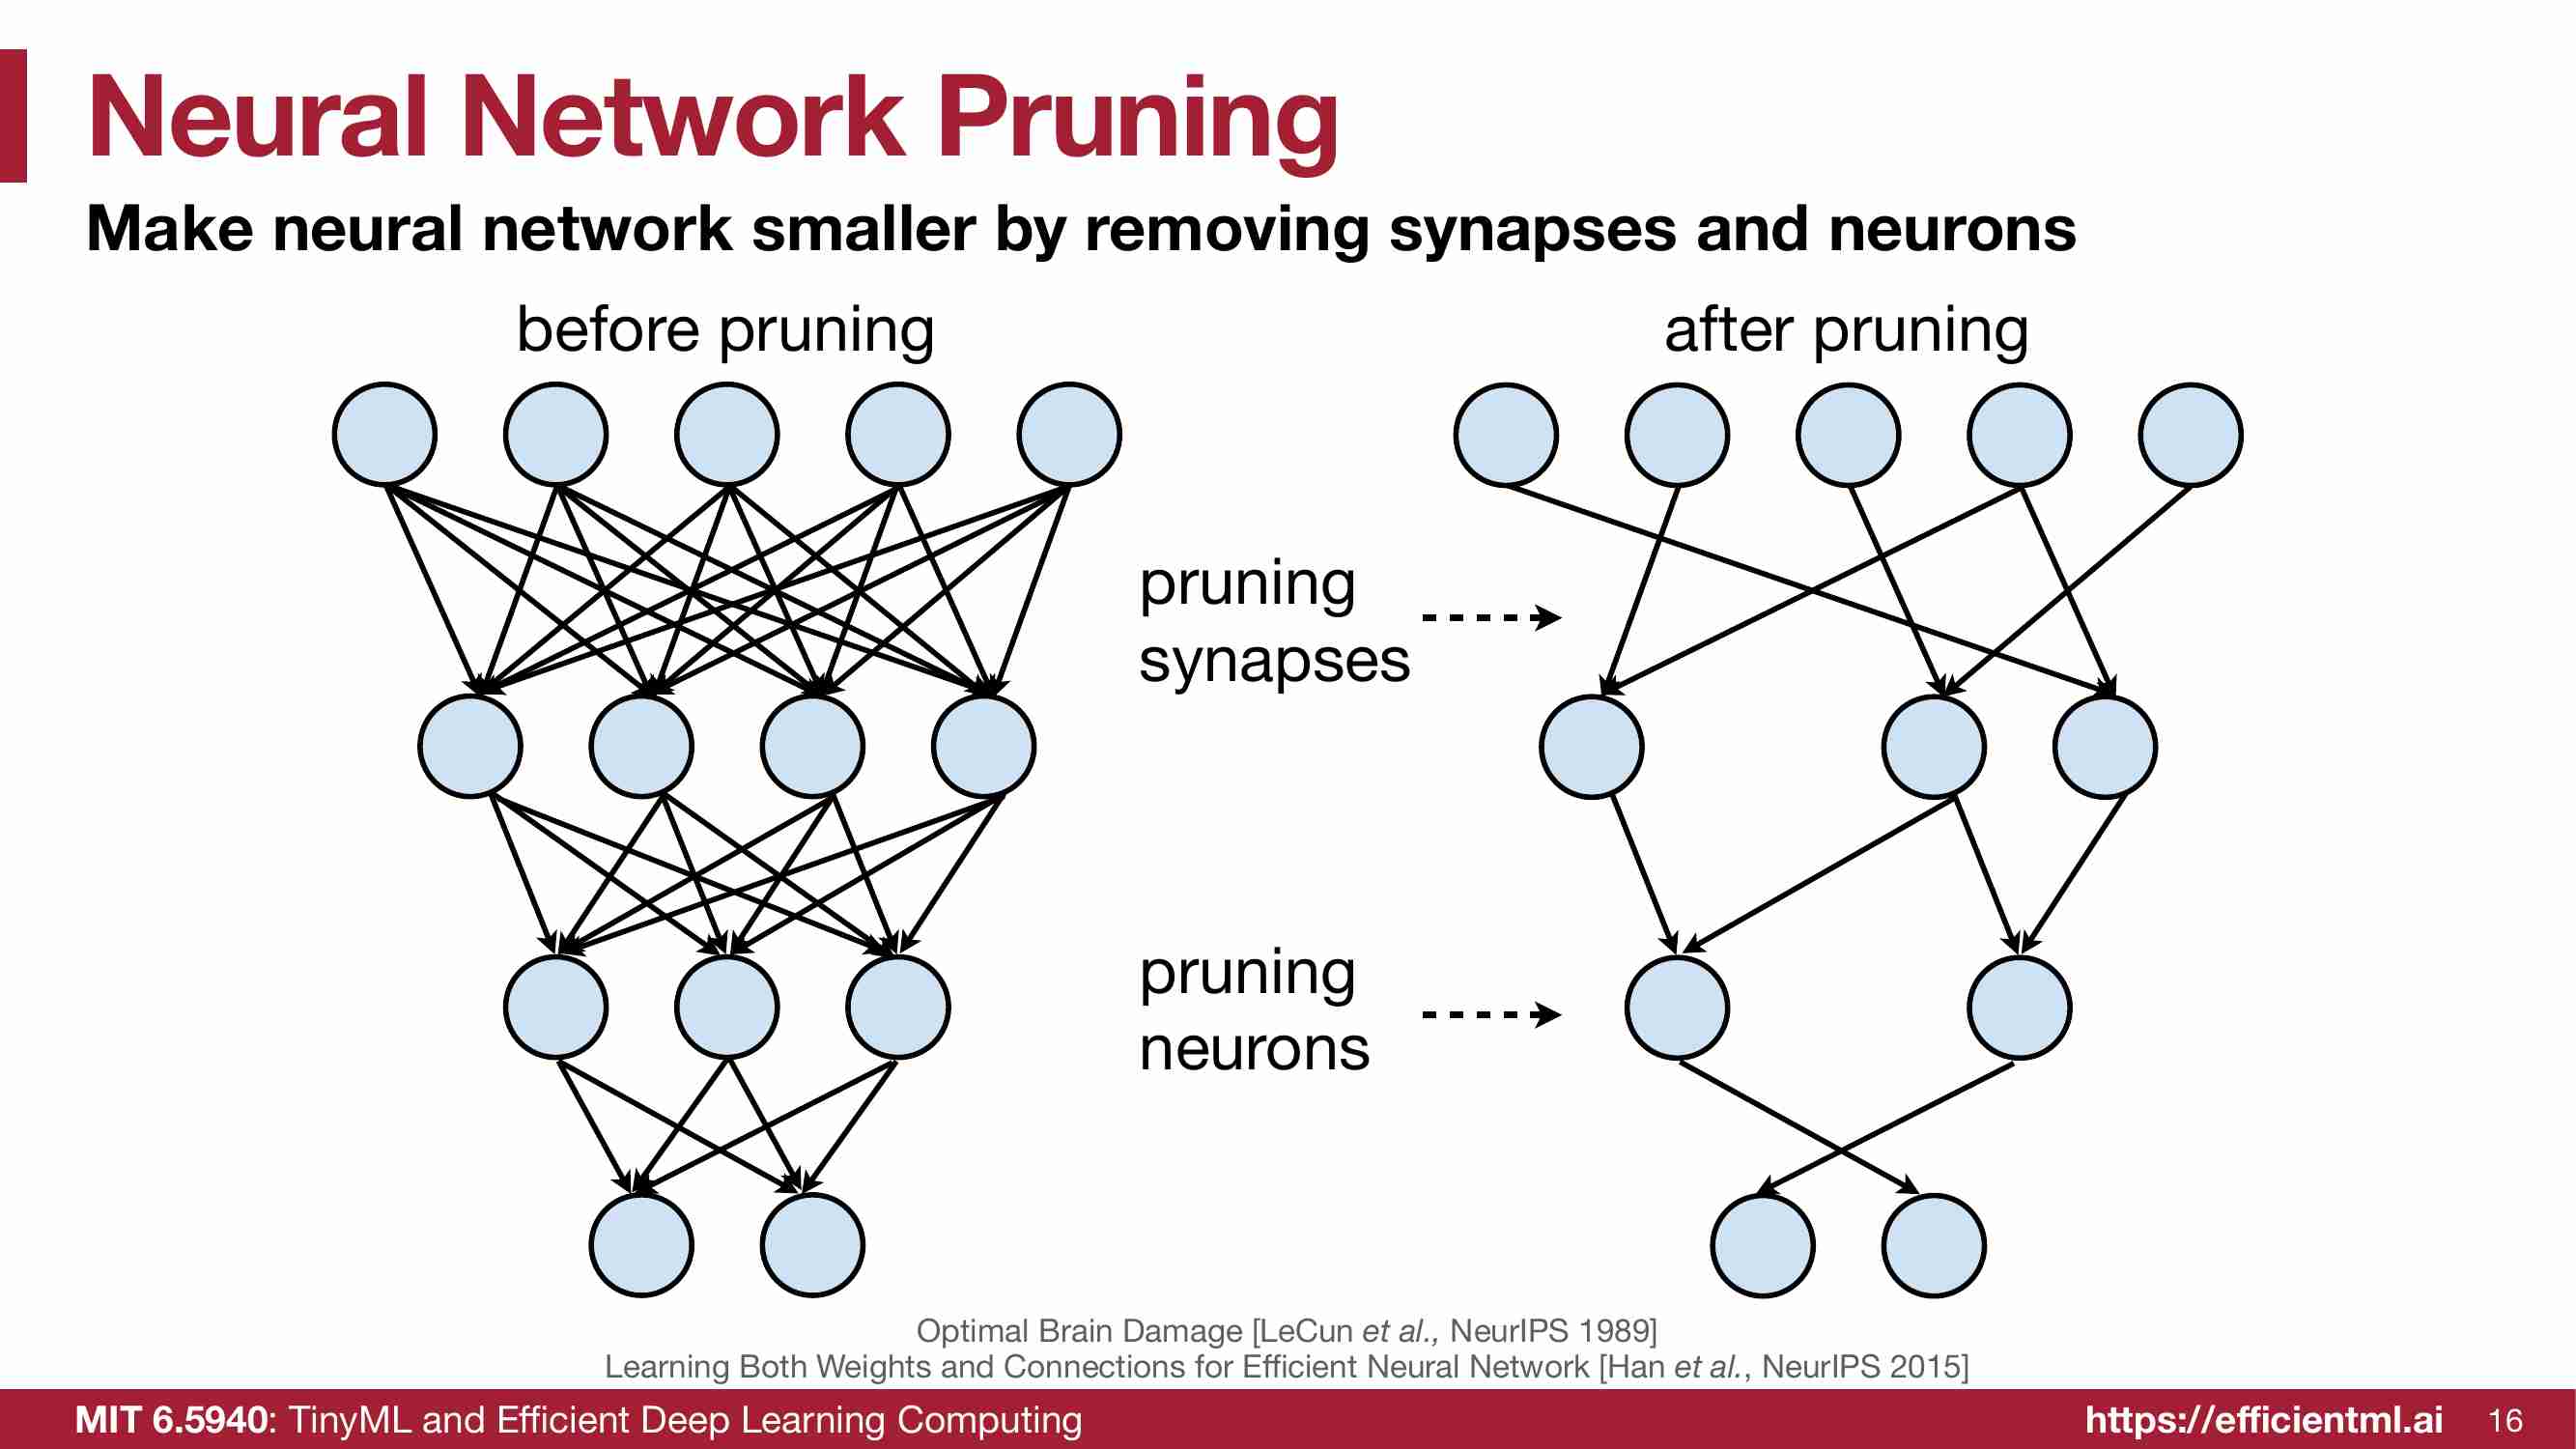 Neural Network Pruning
Make neural network smaller by removing synapses and neurons
before pruning
after pruning
pruning
synapses
pruning
neurons
Optimal Brain Damage [LeCun et al., NeurIPS 1989]
Learning Both Weights and Connections for Efficient Neural Network [Han et al., NeurIPS 2015]
MIT 6.5940: TinyML and Efficient Deep Learning Computing
https://efficientml.ai
16